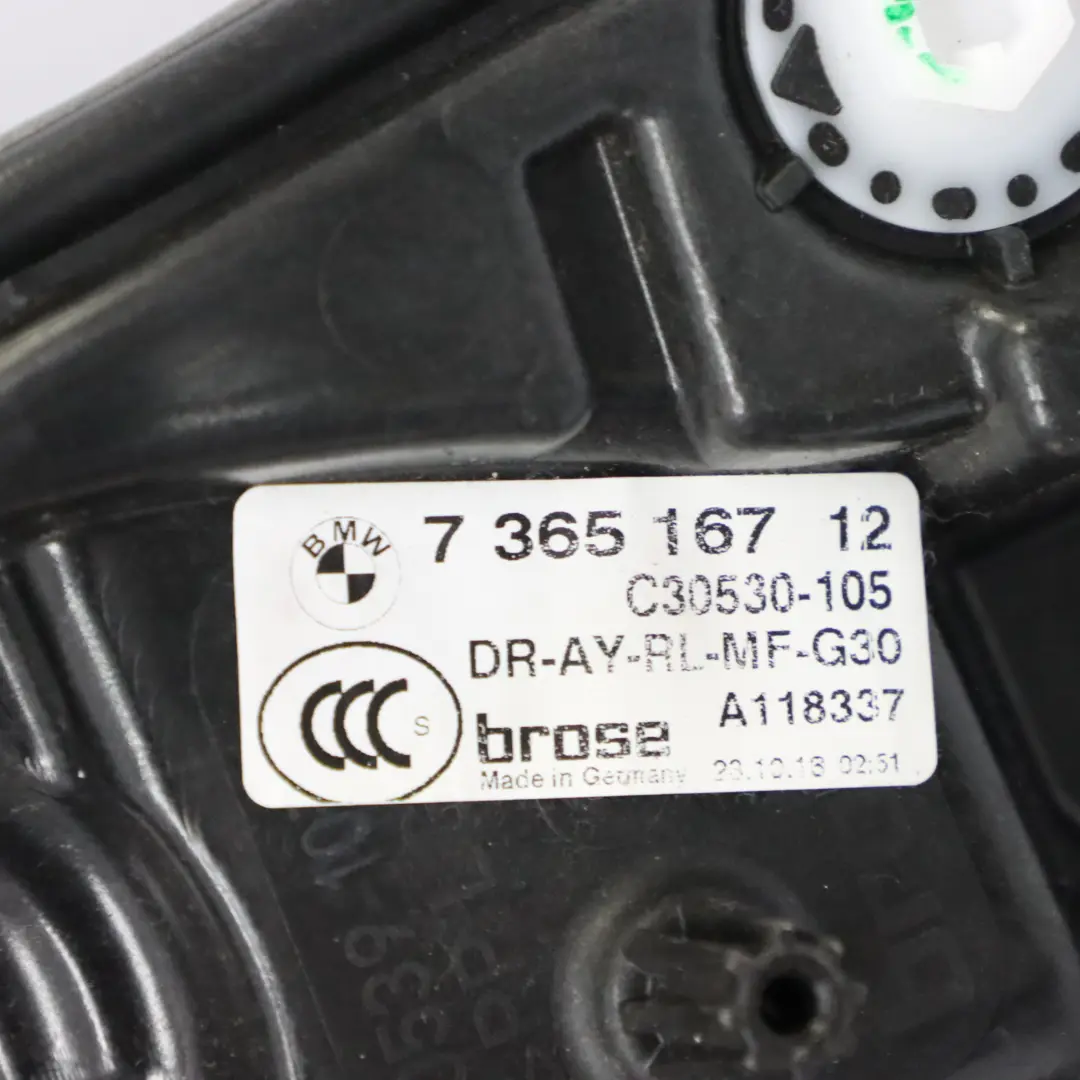 BMW
7 365 167 12
C30530-105
DR-AY-RL-MF-G30
A118337
CCC S
brose
Made in Germany 23.10.18 02:51